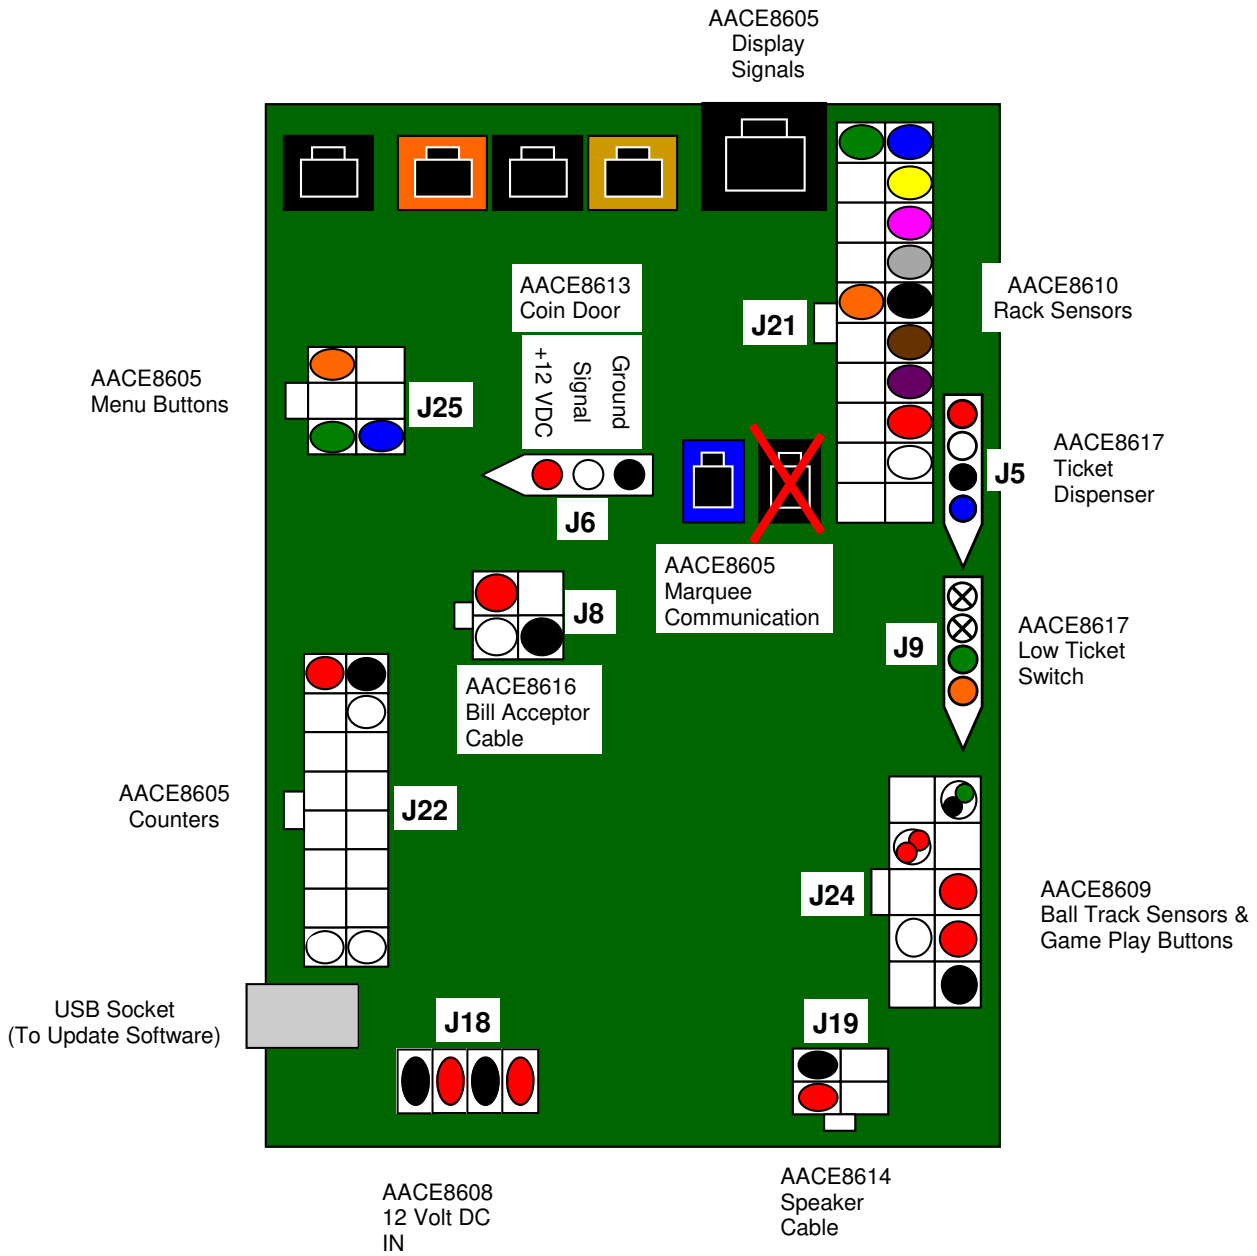 AACE8605
Display
Signals
AACE8613
Coin Door
+12 VDC
Signal
Ground
J21
AACE8610
Rack Sensors
AACE8605
Menu Buttons
J25
J6
J5
AACE8617
Ticket
Dispenser
AACE8605
Marquee
Communication
J8
AACE8616
Bill Acceptor
Cable
J9
AACE8617
Low Ticket
Switch
AACE8605
Counters
J22
J24
AACE8609
Ball Track Sensors &
Game Play Buttons
USB Socket
(To Update Software)
J18
J19
AACE8608
12 Volt DC
IN
AACE8614
Speaker
Cable